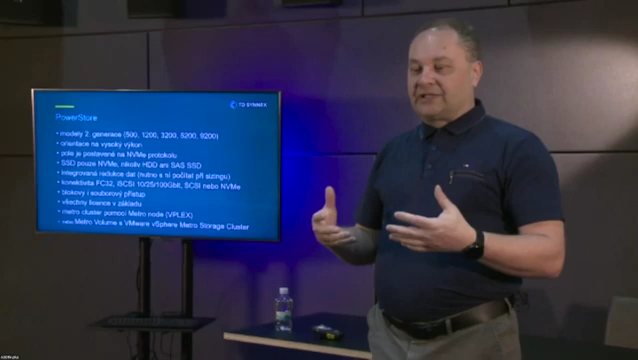 TD SYNNEX
PowerStore
• modely 2. generace (500, 1200, 3200, 5200, 9200)
• orientace na vysoký výkon
• pole je postavené na NVMe protokolu
• SSD pouze NVMe, nikoliv HDD ani SAS SSD
• integrovaná redukce dat (nutno s ní počítat při sizingu)
• konektivita FC32, iSCSI 10/25/100Gbit, SCSI nebo NVMe
• blokový i souborový přístup
• všechny licence v základu
• metro cluster pomocí Metro node (VPLEX)
Metro Volume s VMware vSphere Metro Storage Cluster